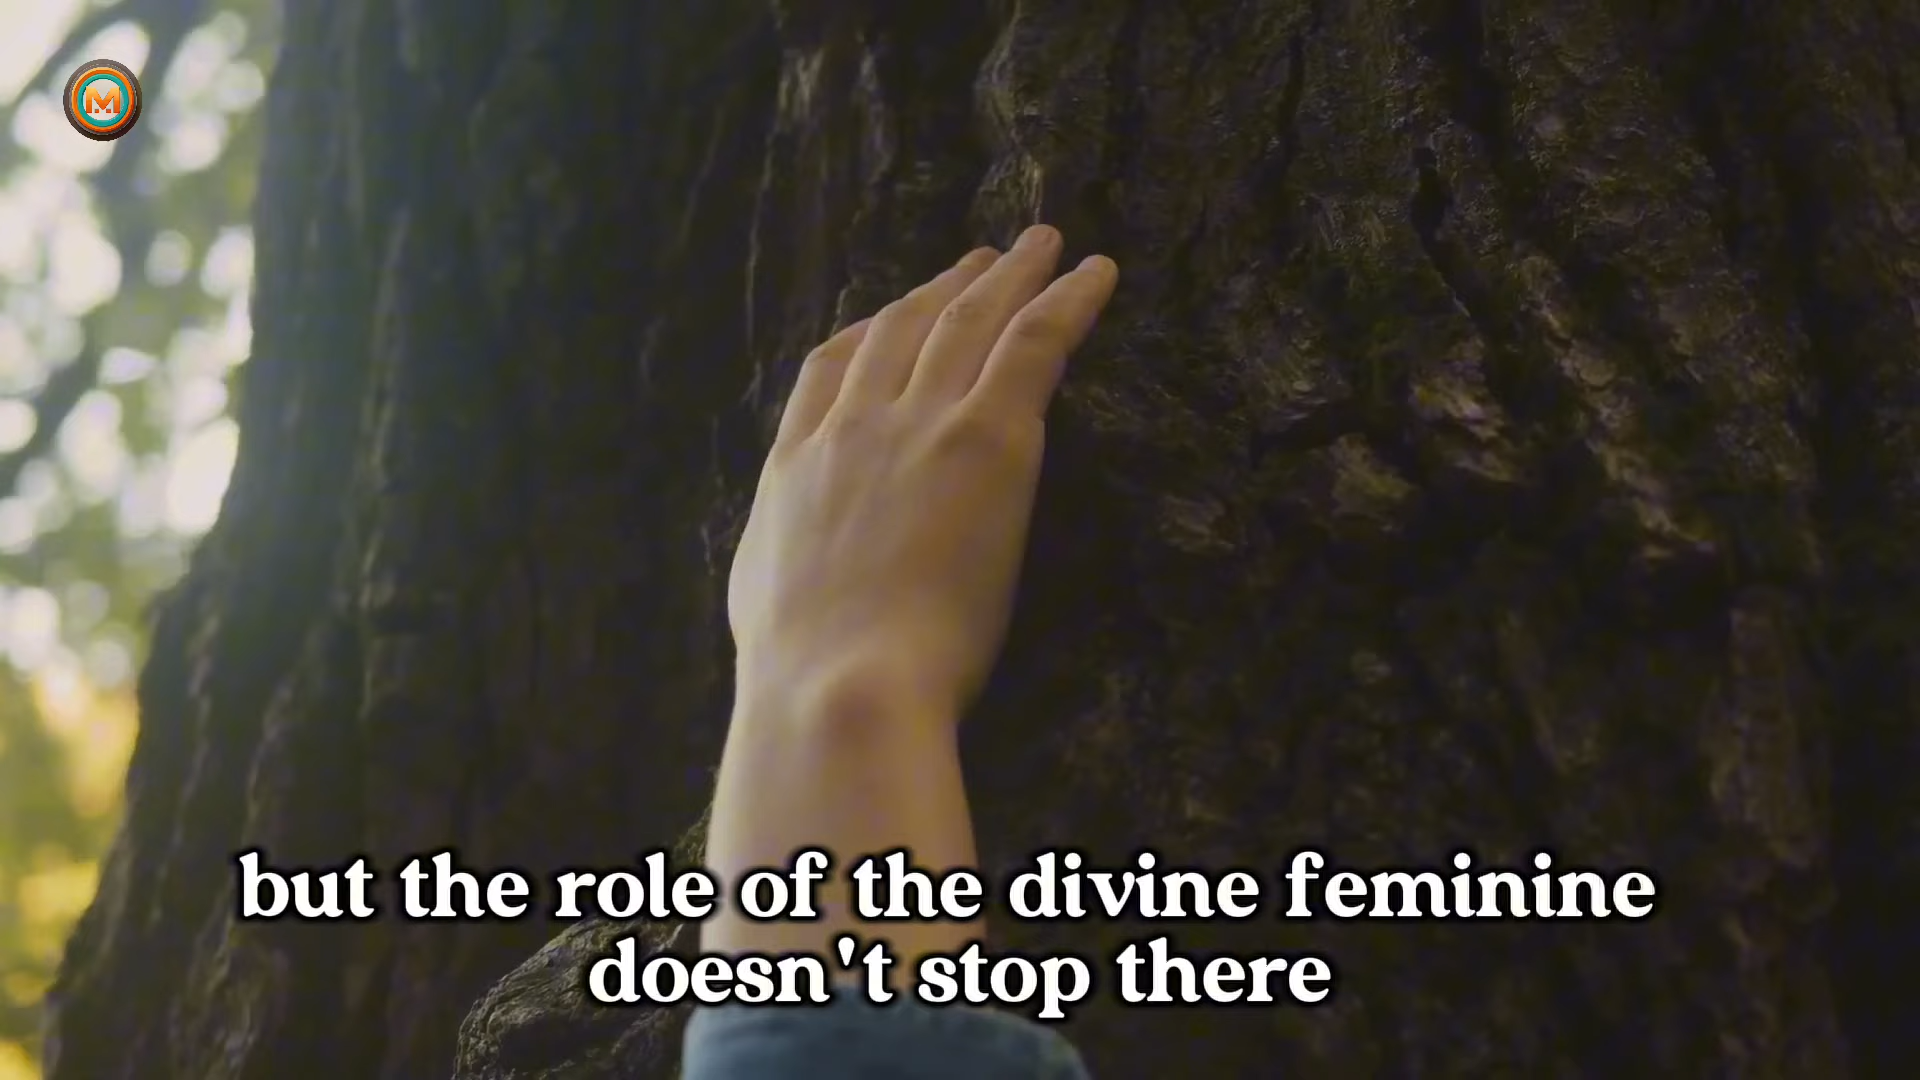 M
but the role of the divine feminine
doesn't stop there